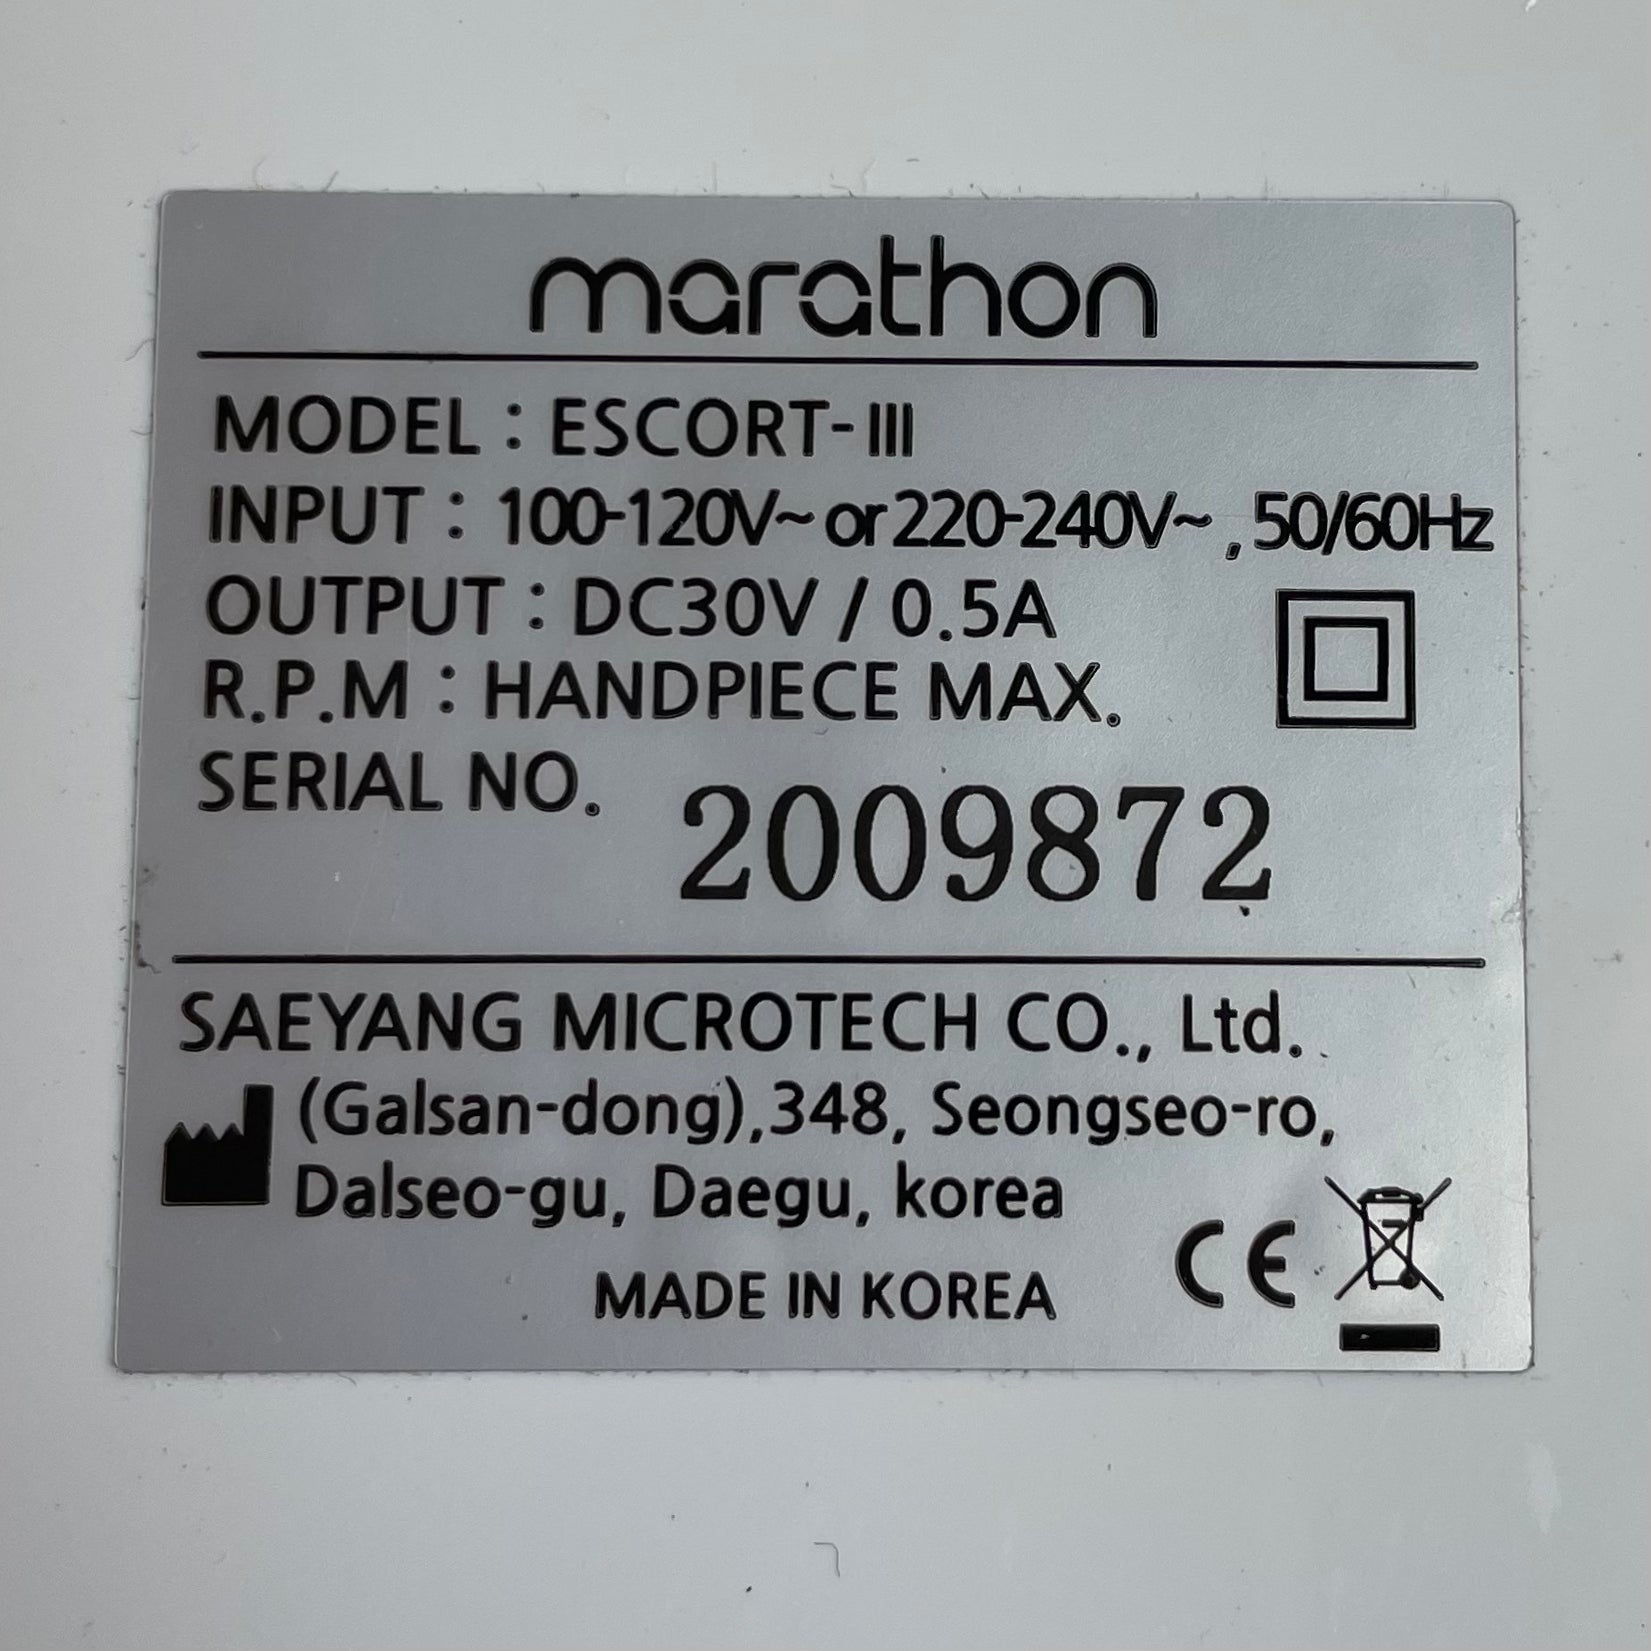 marathon
MODEL : ESCORT-III
INPUT : 100-120V~ or 220-240V~ , 50/60Hz
OUTPUT : DC30V / 0.5A
R.P.M : HANDPIECE MAX.
SERIAL NO. 2009872
SAEYANG MICROTECH CO., Ltd.
(Galsan-dong),348, Seongseo-ro,
Dalseo-gu, Daegu, korea
MADE IN KOREA
CE